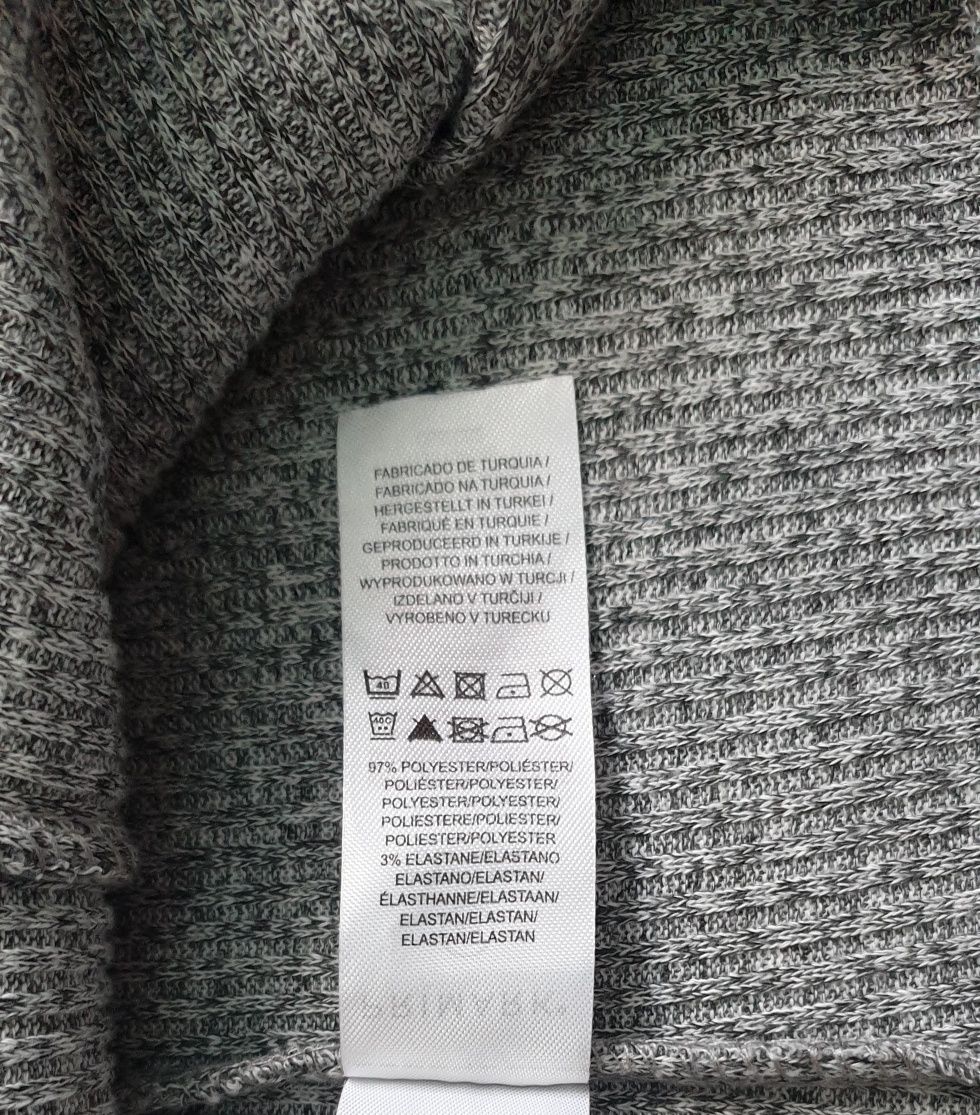 FABRICADO DE TURQUIA /
FABRICADO NA TURQUIA /
HERGESTELLT IN TURKEI /
FABRIQUÉ EN TURQUIE /
GEPRODUCEERD IN TURKIJE /
PRODOTTO IN TURCHIA /
WYPRODUKOWANO W TURCJI /
IZDELANO V TURČIJI /
VYROBENO V TURECKU
40
40C
97% POLYESTER/POLIÉSTER/
POLIÉSTER/POLYESTER/
POLYESTER/POLYESTER/
POLIESTERE/POLIESTER/
POLIESTER/POLYESTER
3% ELASTANE/ELASTANO
ELASTANO/ELASTAN/
ÉLASTHANNE/ELASTAAN/
ELASTAN/ELASTAN/
ELASTAN/ELASTAN